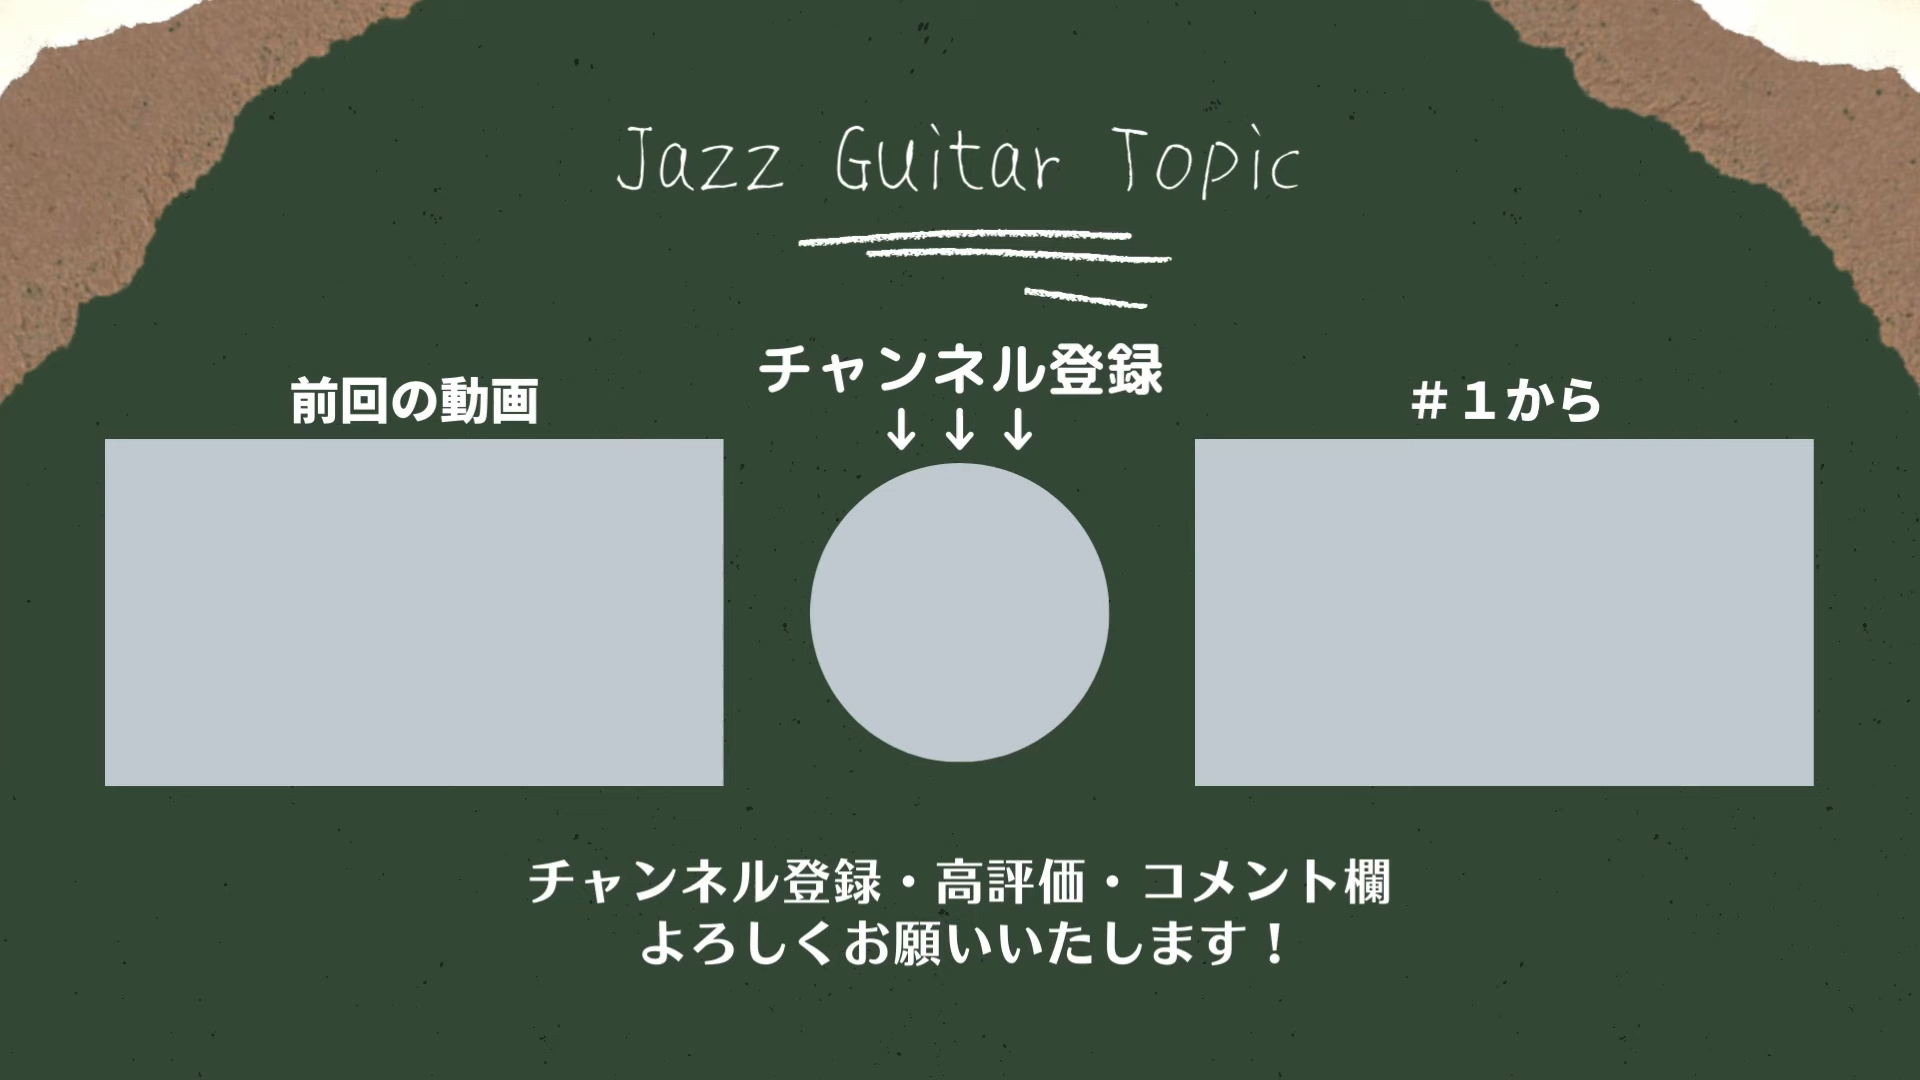 Jazz Guitar Topic
チャンネル登録
↓ ↓ ↓
前回の動画
＃１から
チャンネル登録・高評価・コメント欄
よろしくお願いいたします！